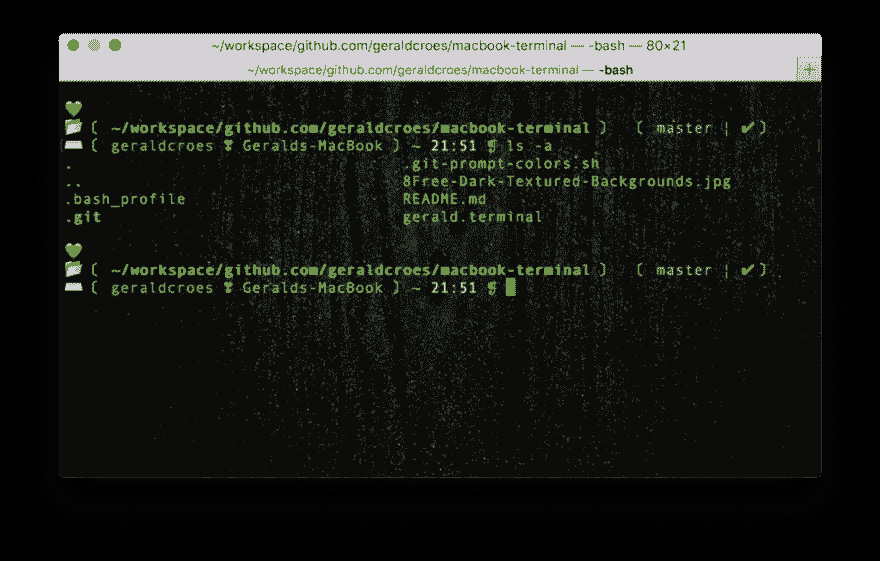 ~/workspace/github.com/geraldcroes/macbook-terminal — -bash — 80×21
~/workspace/github.com/geraldcroes/macbook-terminal — -bash +
💚
📂 ( ~/workspace/github.com/geraldcroes/macbook-terminal ) ( master | ✔ )
⌨ ( geraldcroes ❣ Geralds-MacBook ) ~ 21:51 ❡ ls -a
. .git-prompt-colors.sh
.. 8Free-Dark-Textured-Backgrounds.jpg
.bash_profile README.md
.git gerald.terminal
💚
📂 ( ~/workspace/github.com/geraldcroes/macbook-terminal ) ( master | ✔ )
⌨ ( geraldcroes ❣ Geralds-MacBook ) ~ 21:51 ❡